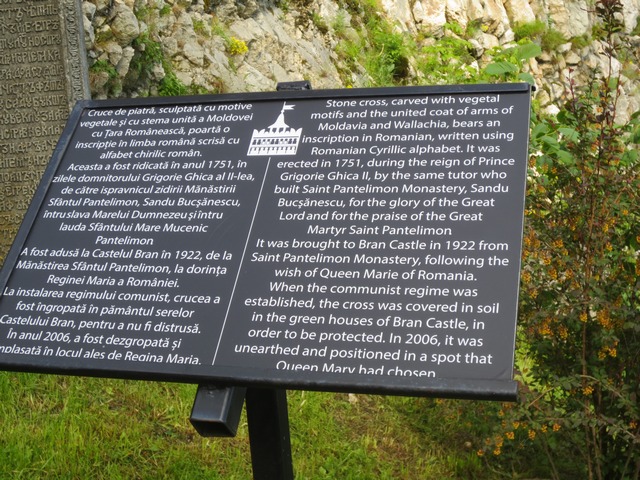 Cruce de piatră, sculptată cu motive
vegetale și cu stema unită a Moldovei
cu Țara Românească, poartă o
inscripție în limba română scrisă cu
alfabet chirilic român.
Aceasta a fost ridicată în anul 1751, în
zilele domnitorului Grigorie Ghica al II-lea,
de către ispravnicul zidirii Mănăstirii
Sfântul Pantelimon, Sandu Bucșănescu,
întru slava Marelui Dumnezeu și întru
lauda Sfântului Mare Mucenic
Pantelimon
A fost adusă la Castelul Bran în 1922, de la
Mănăstirea Sfântul Pantelimon, la dorința
Reginei Maria a României.
La instalarea regimului comunist, crucea a
fost îngropată în pământul serelor
Castelului Bran, pentru a nu fi distrusă.
În anul 2006, a fost dezgropată și
amplasată în locul ales de Regina Maria.
Stone cross, carved with vegetal
motifs and the united coat of arms of
Moldavia and Wallachia, bears an
inscription in Romanian, written using
Romanian Cyrillic alphabet. It was
erected in 1751, during the reign of Prince
Grigorie Ghica II, by the same tutor who
built Saint Pantelimon Monastery, Sandu
Bucșănescu, for the glory of the Great
Lord and for the praise of the Great
Martyr Saint Pantelimon
It was brought to Bran Castle in 1922 from
Saint Pantelimon Monastery, following the
wish of Queen Marie of Romania.
When the communist regime was
established, the cross was covered in soil
in the green houses of Bran Castle, in
order to be protected. In 2006, it was
unearthed and positioned in a spot that
Queen Mary had chosen